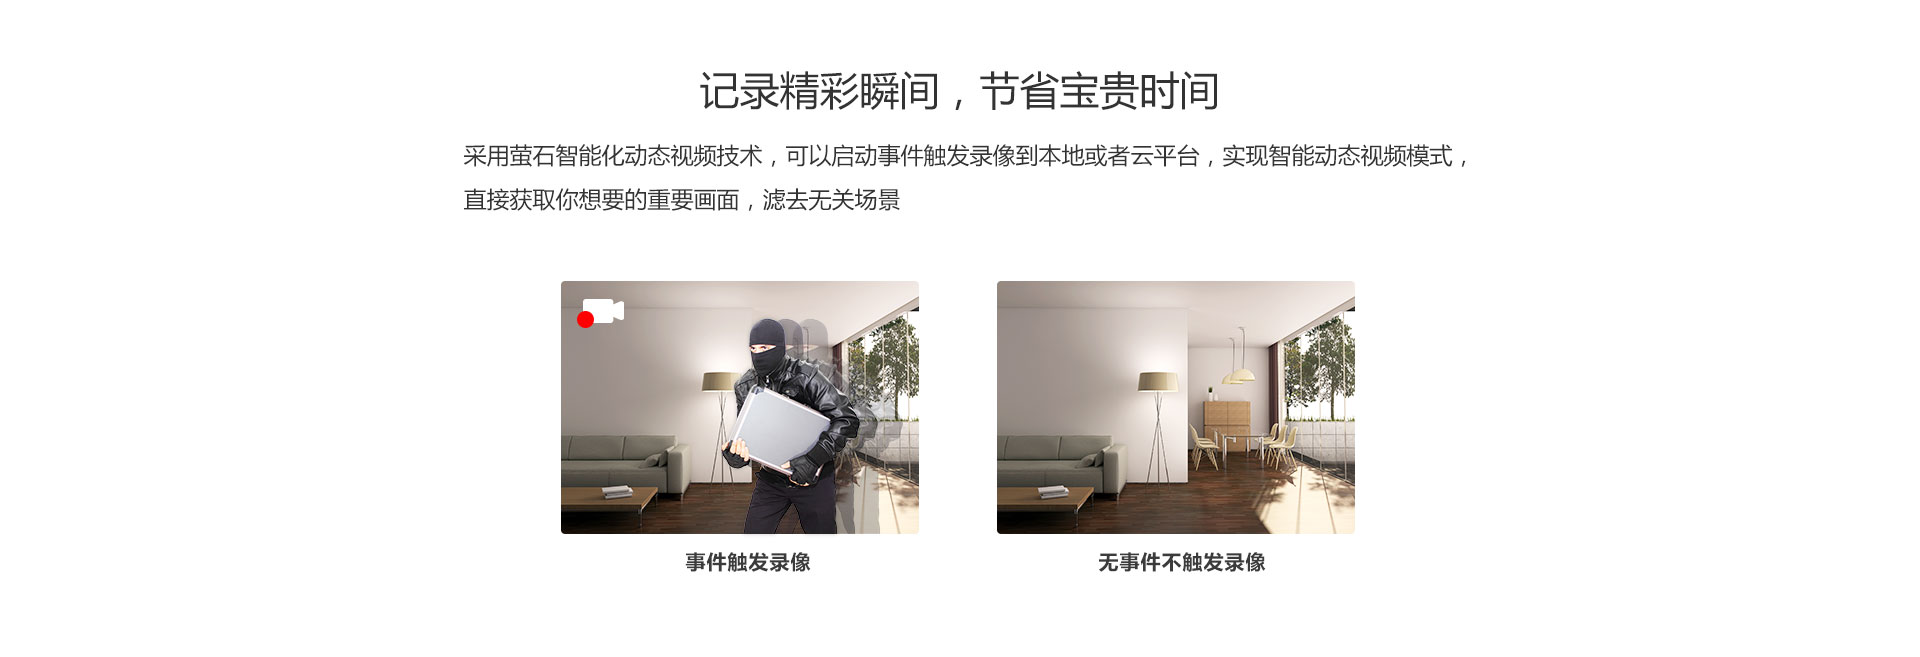 记录精彩瞬间，节省宝贵时间
采用萤石智能化动态视频技术，可以启动事件触发录像到本地或者云平台，实现智能动态视频模式，
直接获取你想要的重要画面，滤去无关场景
事件触发录像
无事件不触发录像